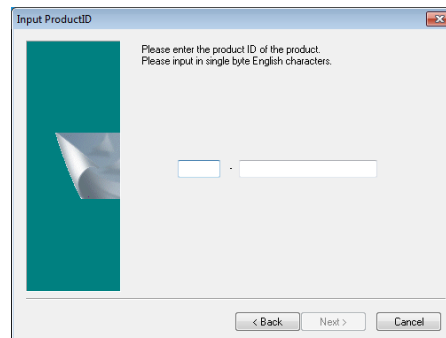 Input ProductID
Please enter the product ID of the product.
Please input in single byte English characters.
-
< Back
Next >
Cancel